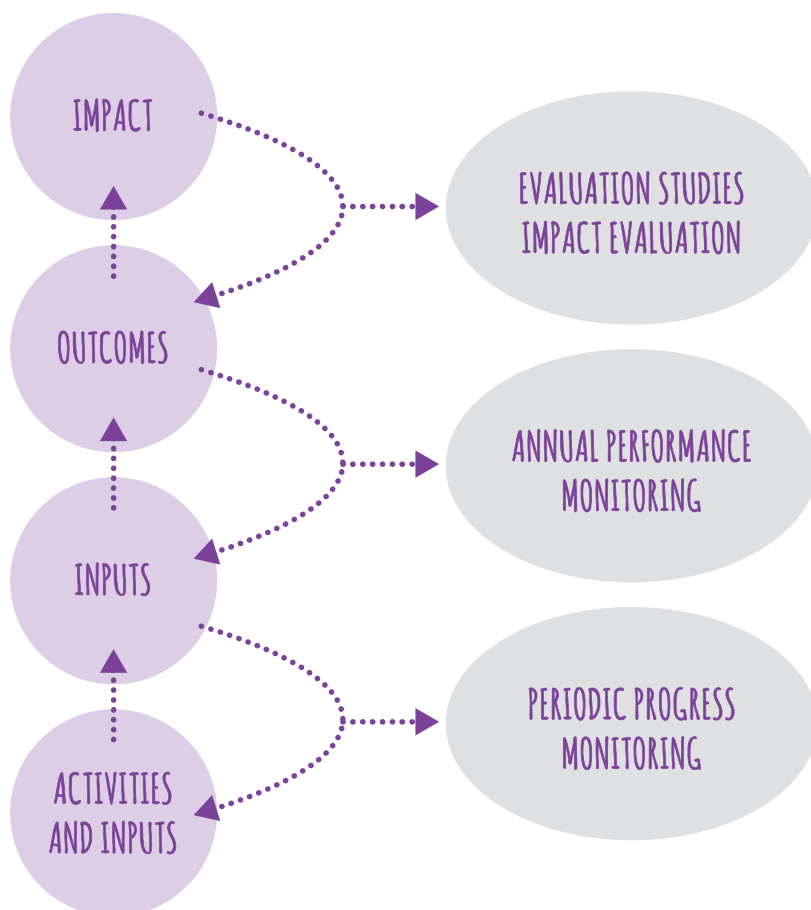 IMPACT
EVALUATION STUDIES
IMPACT EVALUATION
OUTCOMES
ANNUAL PERFORMANCE
MONITORING
INPUTS
PERIODIC PROGRESS
MONITORING
ACTIVITIES
AND INPUTS